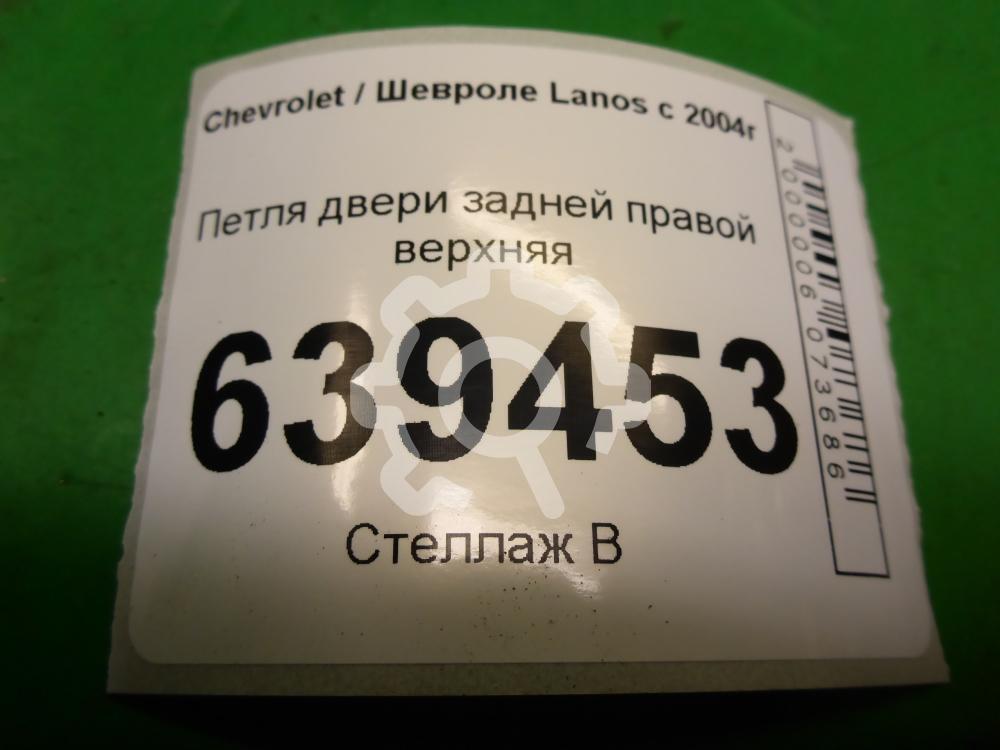 Chevrolet / Шевроле Lanos с 2004г
Петля двери задней правой
верхняя
639453
Стеллаж В
2000006073686